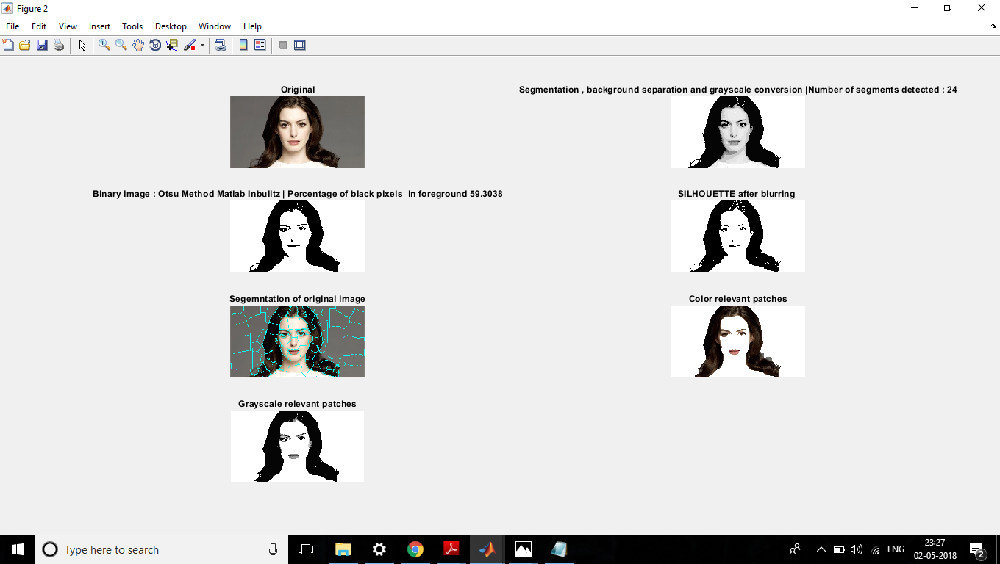 Figure 2
File Edit View Insert Tools Desktop Window Help
Original
Segmentation , background separation and grayscale conversion |Number of segments detected : 24
Binary image : Otsu Method Matlab Inbuiltz | Percentage of black pixels  in foreground 59.3038
SILHOUETTE after blurring
Segemntation of original image
Color relevant patches
Grayscale relevant patches
Type here to search
ENG
23:27
02-05-2018
2